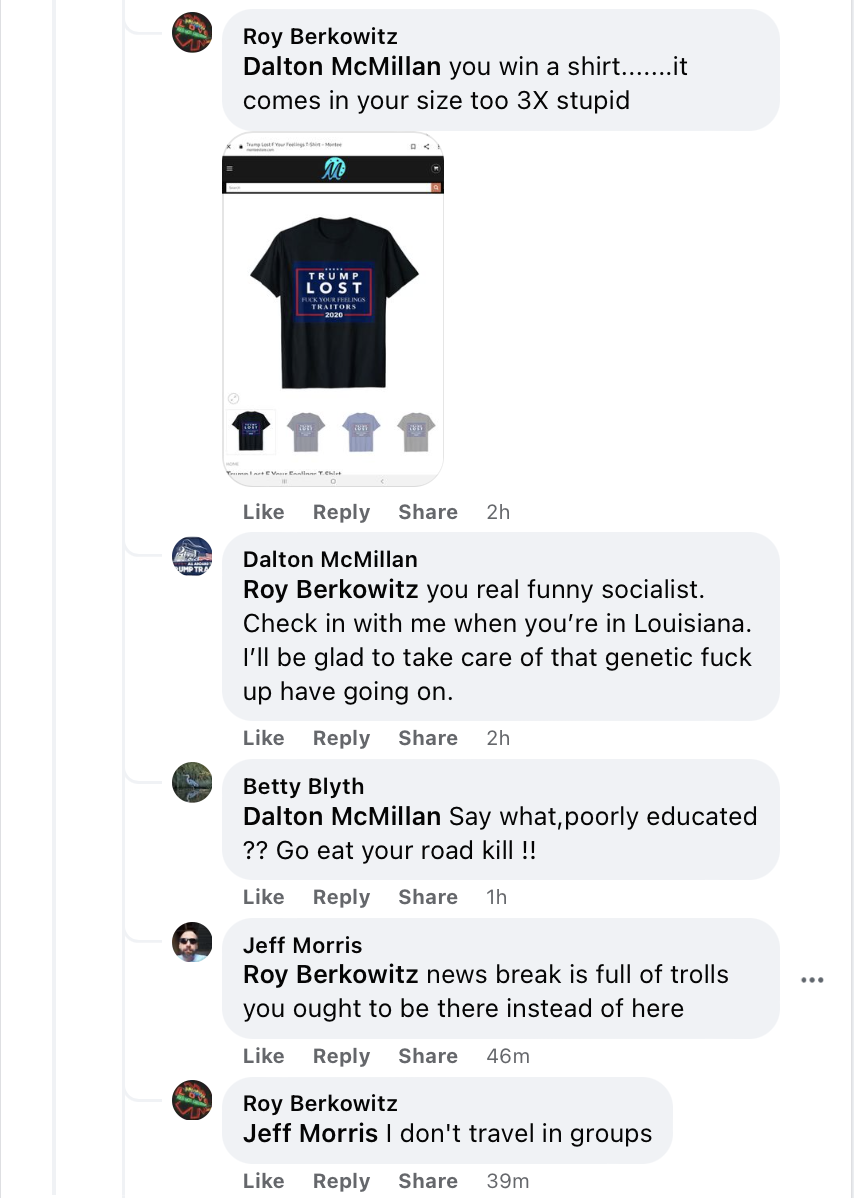 Roy Berkowitz
Dalton McMillan you win a shirt.......it
comes in your size too 3X stupid
Trump Lost F Your Feelings T-Shirt – Mentee
Search
TRUMP
LOST
FUCK YOUR FEELINGS
TRAITORS
2020
HOME
Trump Lost F Your Feelings T-Shirt
Like Reply Share 2h
Dalton McMillan
Roy Berkowitz you real funny socialist.
Check in with me when you’re in Louisiana.
I’ll be glad to take care of that genetic fuck
up have going on.
Like Reply Share 2h
Betty Blyth
Dalton McMillan Say what,poorly educated
?? Go eat your road kill !!
Like Reply Share 1h
Jeff Morris
Roy Berkowitz news break is full of trolls
you ought to be there instead of here
Like Reply Share 46m
Roy Berkowitz
Jeff Morris I don't travel in groups
Like Reply Share 39m